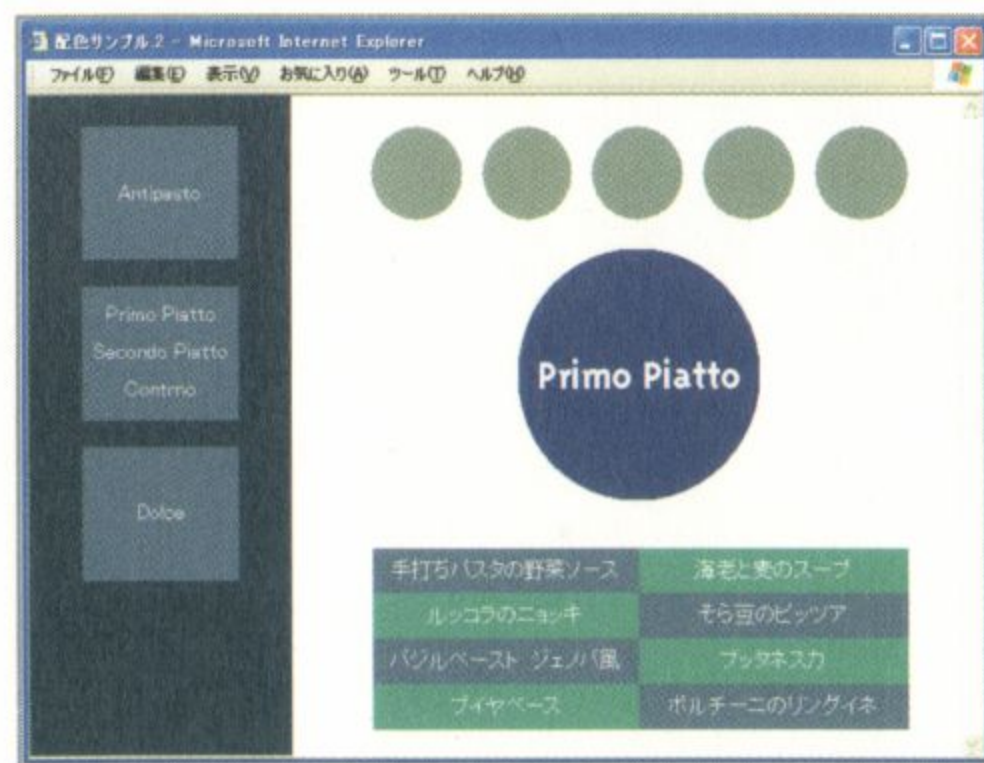 配色サンプル 2 - Microsoft Internet Explorer
ファイル(F) 編集(E) 表示(V) お気に入り(A) ツール(T) ヘルプ(H)
Antipasto
Primo Piatto
Secondo Piatto
Contrno
Dolce
Primo Piatto
手打ちパスタの野菜ソース 海老と麦のスープ
ルッコラのニョッキ そら豆のピッツア
バジルペースト ジェノバ風 プッタネスカ
ブイヤベース ポルチーニのリングイネ